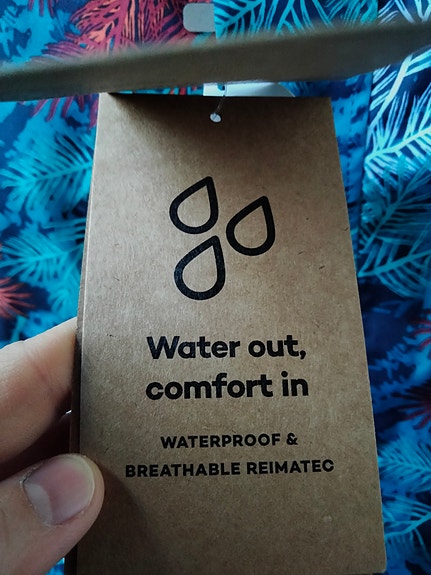 Water out,
comfort in
WATERPROOF &
BREATHABLE REIMATEC